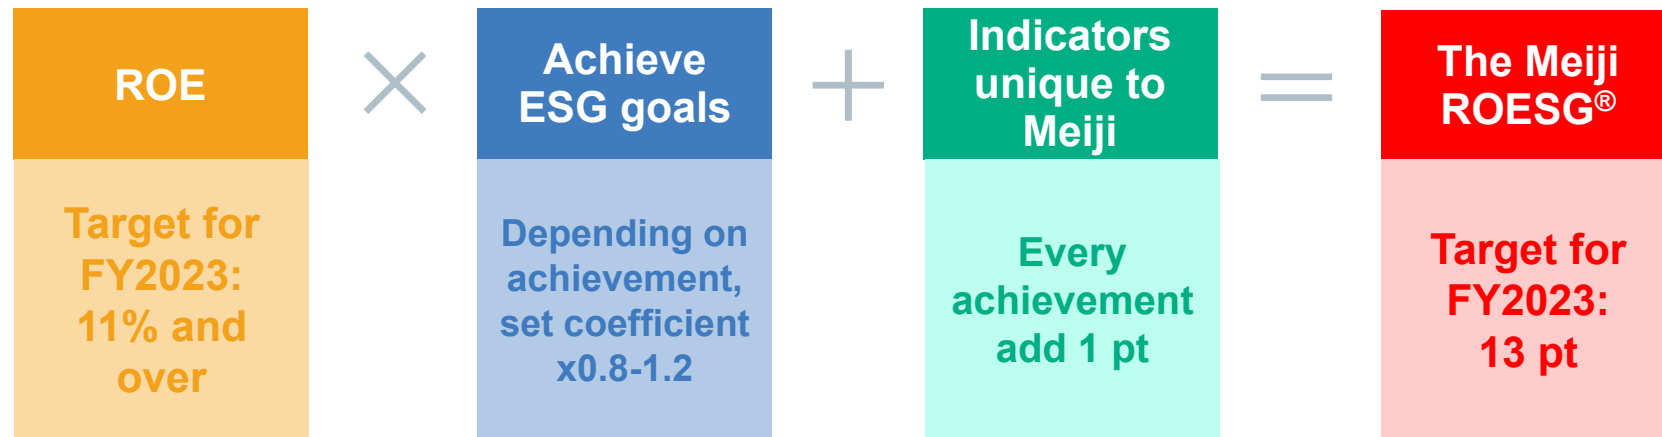 ROE
Target for
FY2023:
11% and
over
×
Achieve
ESG goals
Depending on
achievement,
set coefficient
x0.8-1.2
+
Indicators
unique to
Meiji
Every
achievement
add 1 pt
=
The Meiji
ROESG®
Target for
FY2023:
13 pt